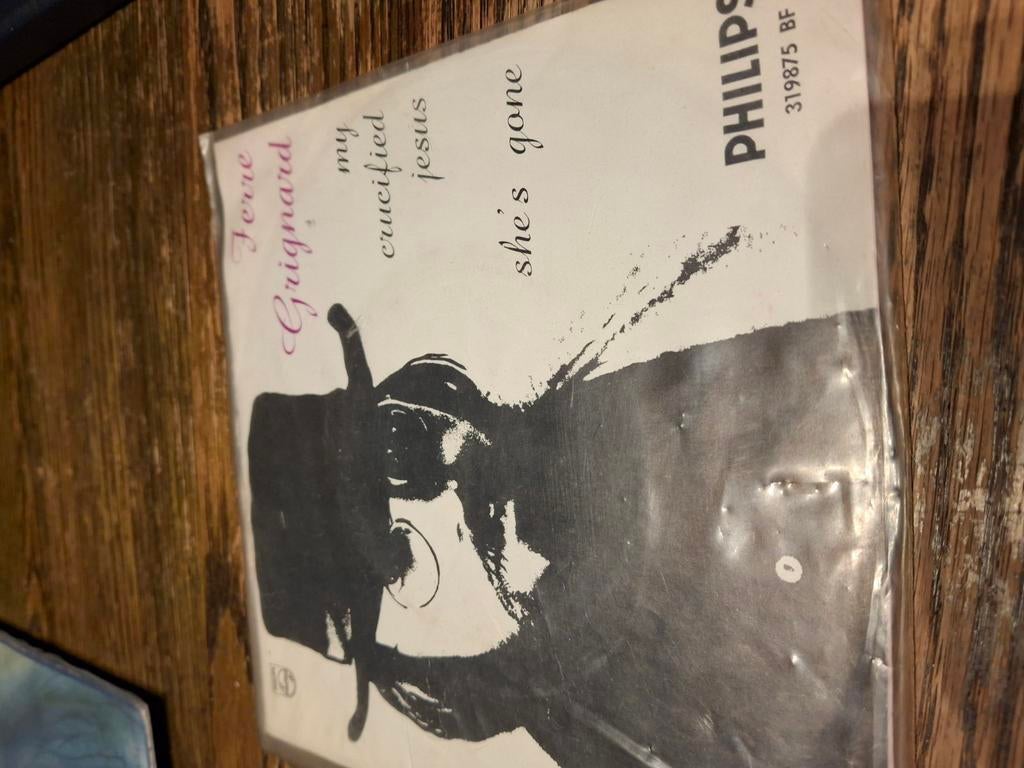 Ferre
Grignard
my
crucified
jesus
she's gone
PHILIPS
319875 BF